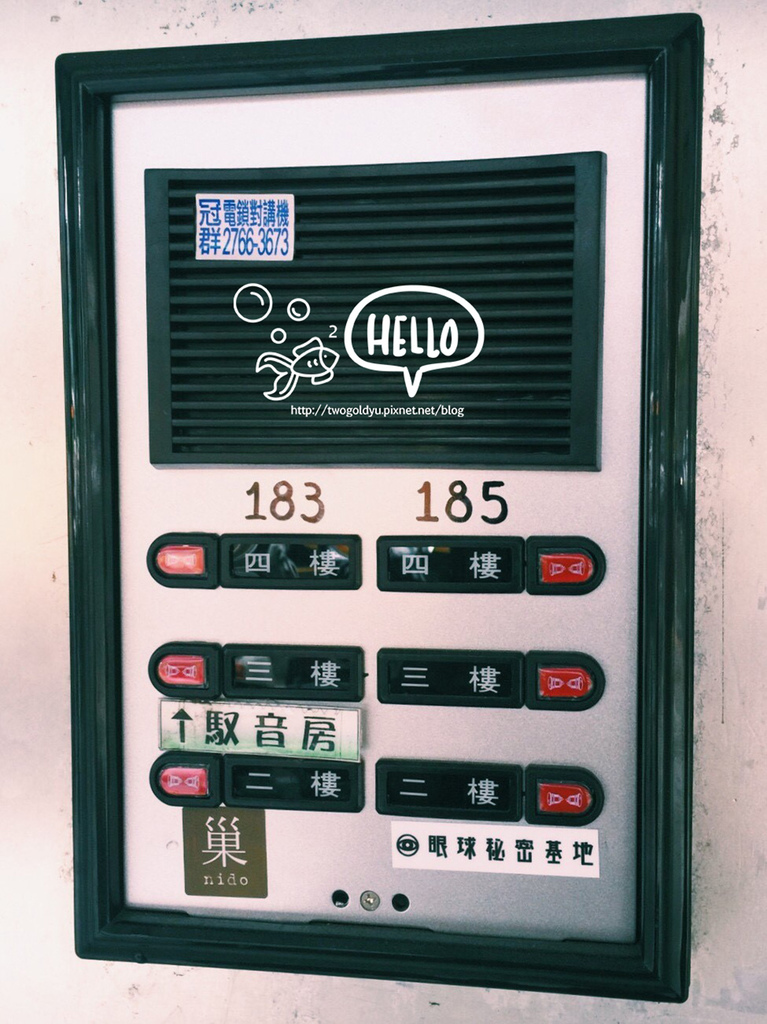 冠 電鎖對講機
群 2766-3673
2
HELLO
http://twogoldyu.pixnet.net/blog
183 185
四 樓 四 樓
三 樓 三 樓
↑馭音房
二 樓 二 樓
巢
nido
眼球秘密基地